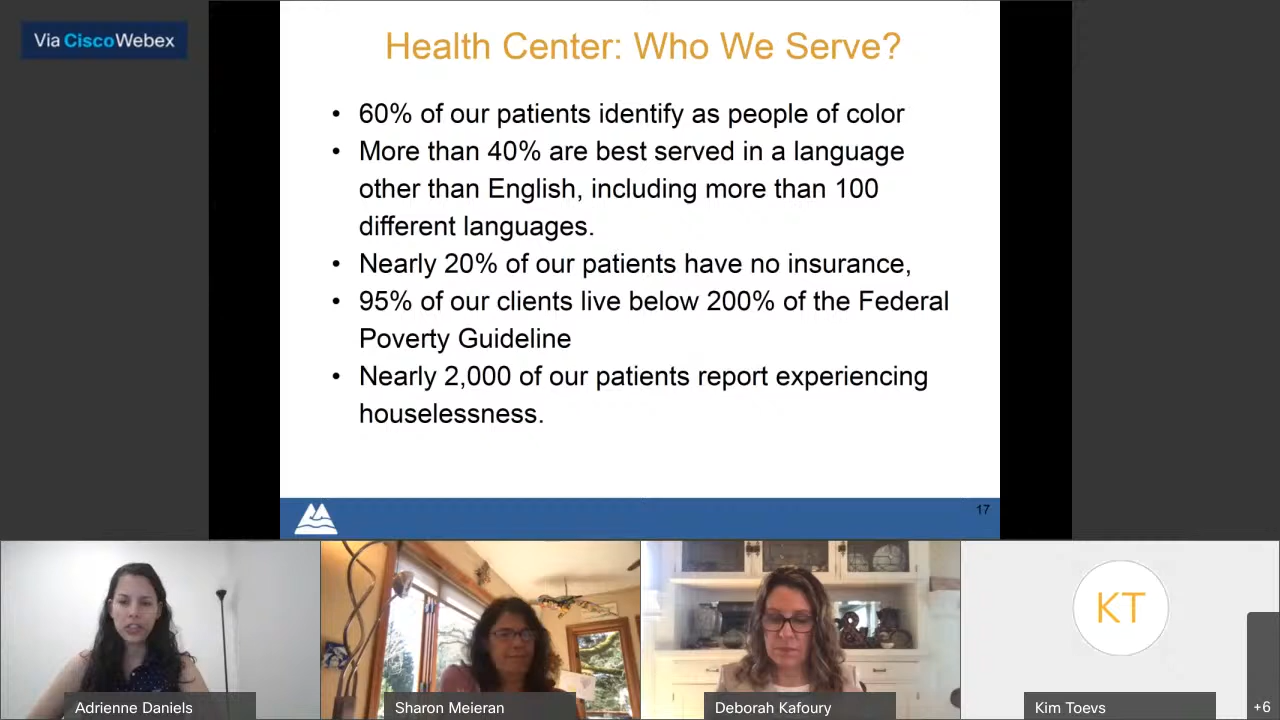 Via Cisco Webex
Health Center: Who We Serve?
• 60% of our patients identify as people of color
• More than 40% are best served in a language
other than English, including more than 100
different languages.
• Nearly 20% of our patients have no insurance,
• 95% of our clients live below 200% of the Federal
Poverty Guideline
• Nearly 2,000 of our patients report experiencing
houselessness.
17
KT
Adrienne Daniels
Sharon Meieran
Deborah Kafoury
Kim Toevs
+6